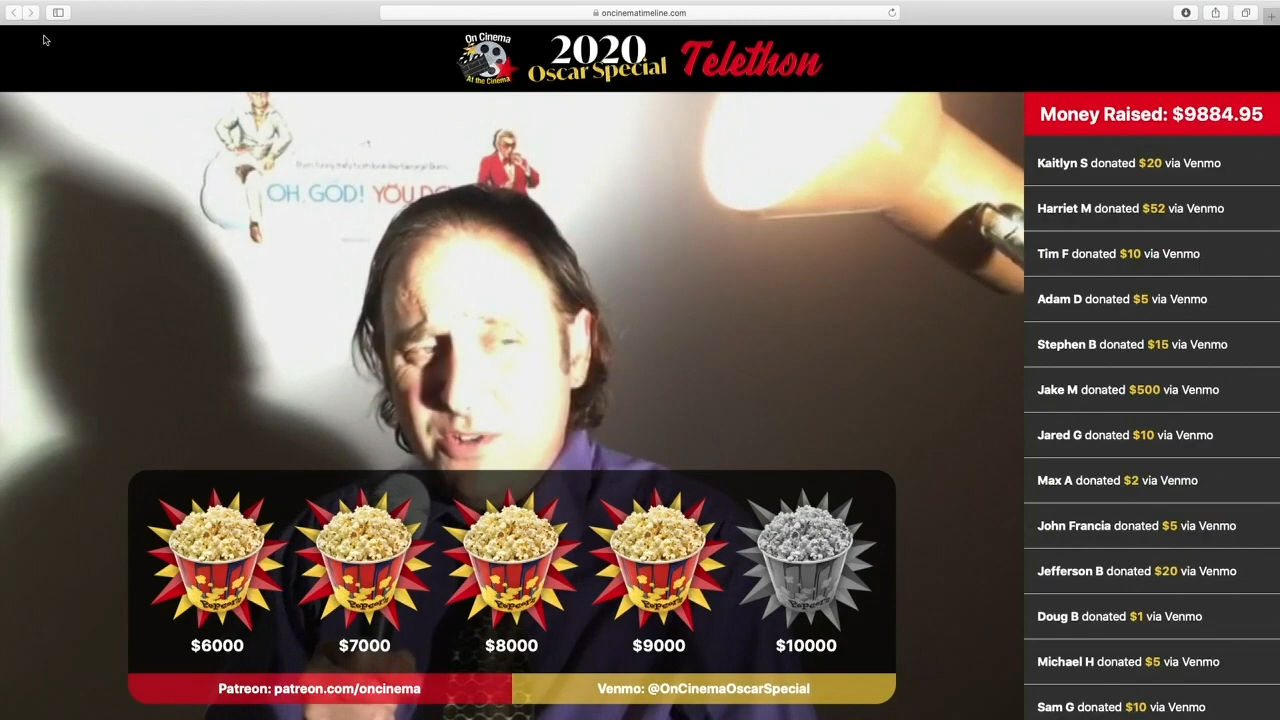 oncinematimeline.com
On Cinema
At the Cinema
2020
Oscar Special
Telethon
Money Raised: $9884.95
Kaitlyn S donated $20 via Venmo
Harriet M donated $52 via Venmo
Tim F donated $10 via Venmo
Adam D donated $5 via Venmo
Stephen B donated $15 via Venmo
Jake M donated $500 via Venmo
Jared G donated $10 via Venmo
Max A donated $2 via Venmo
John Francia donated $5 via Venmo
Jefferson B donated $20 via Venmo
Doug B donated $1 via Venmo
Michael H donated $5 via Venmo
Sam G donated $10 via Venmo
OH, GOD! YOU
Popcorn Popcorn Popcorn Popcorn Popcorn
$6000 $7000 $8000 $9000 $10000
Patreon: patreon.com/oncinema Venmo: @OnCinemaOscarSpecial